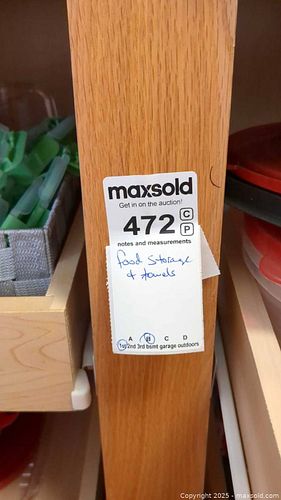 maxsold
Get in on the auction!
472 C
P
notes and measurements
food Storage
& towels
A B C D
1st 2nd 3rd bsmt garage outdoors
Copyright © 2025 - maxsold.com